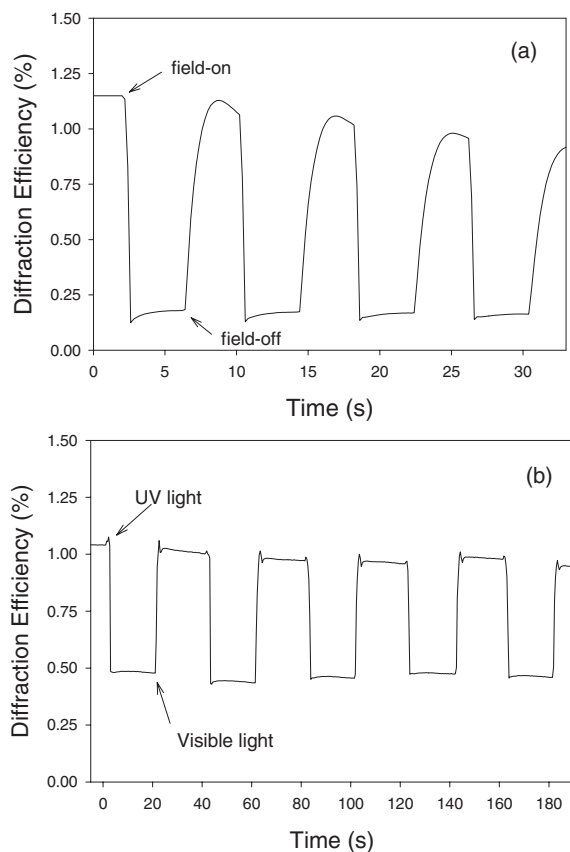 (a)
Diffraction Efficiency (%)
1.50
1.25
1.00
0.75
0.50
0.25
0.00
field-on
field-off
0 5 10 15 20 25 30
Time (s)
(b)
Diffraction Efficiency (%)
1.50
1.25
1.00
0.75
0.50
0.25
0.00
UV light
Visible light
0 20 40 60 80 100 120 140 160 180
Time (s)